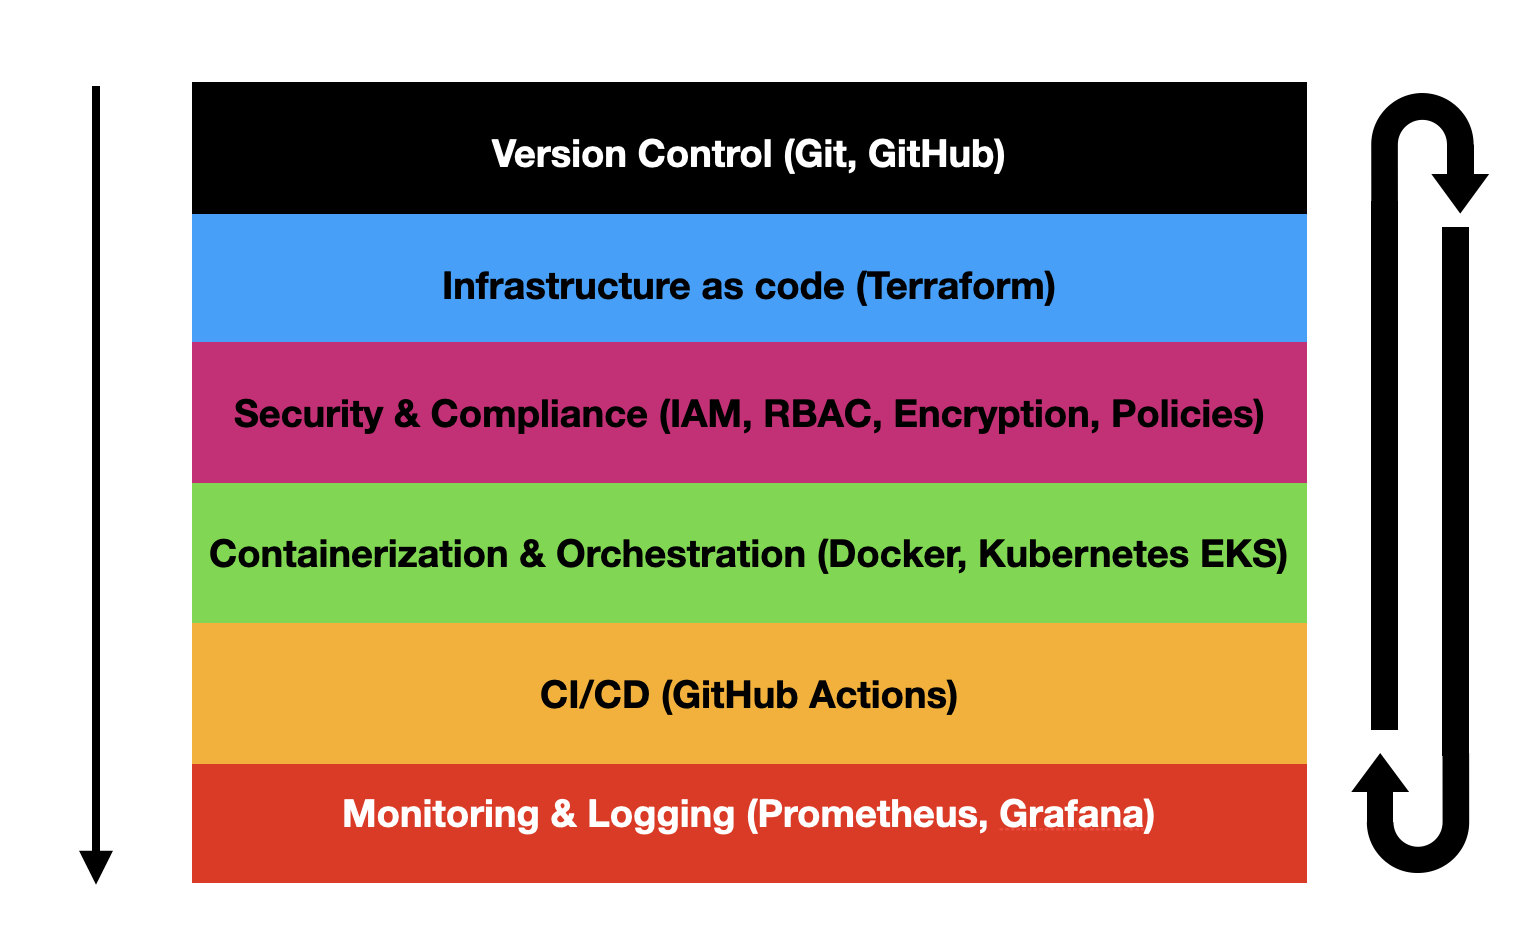 Version Control (Git, GitHub)
Infrastructure as code (Terraform)
Security & Compliance (IAM, RBAC, Encryption, Policies)
Containerization & Orchestration (Docker, Kubernetes EKS)
CI/CD (GitHub Actions)
Monitoring & Logging (Prometheus, Grafana)